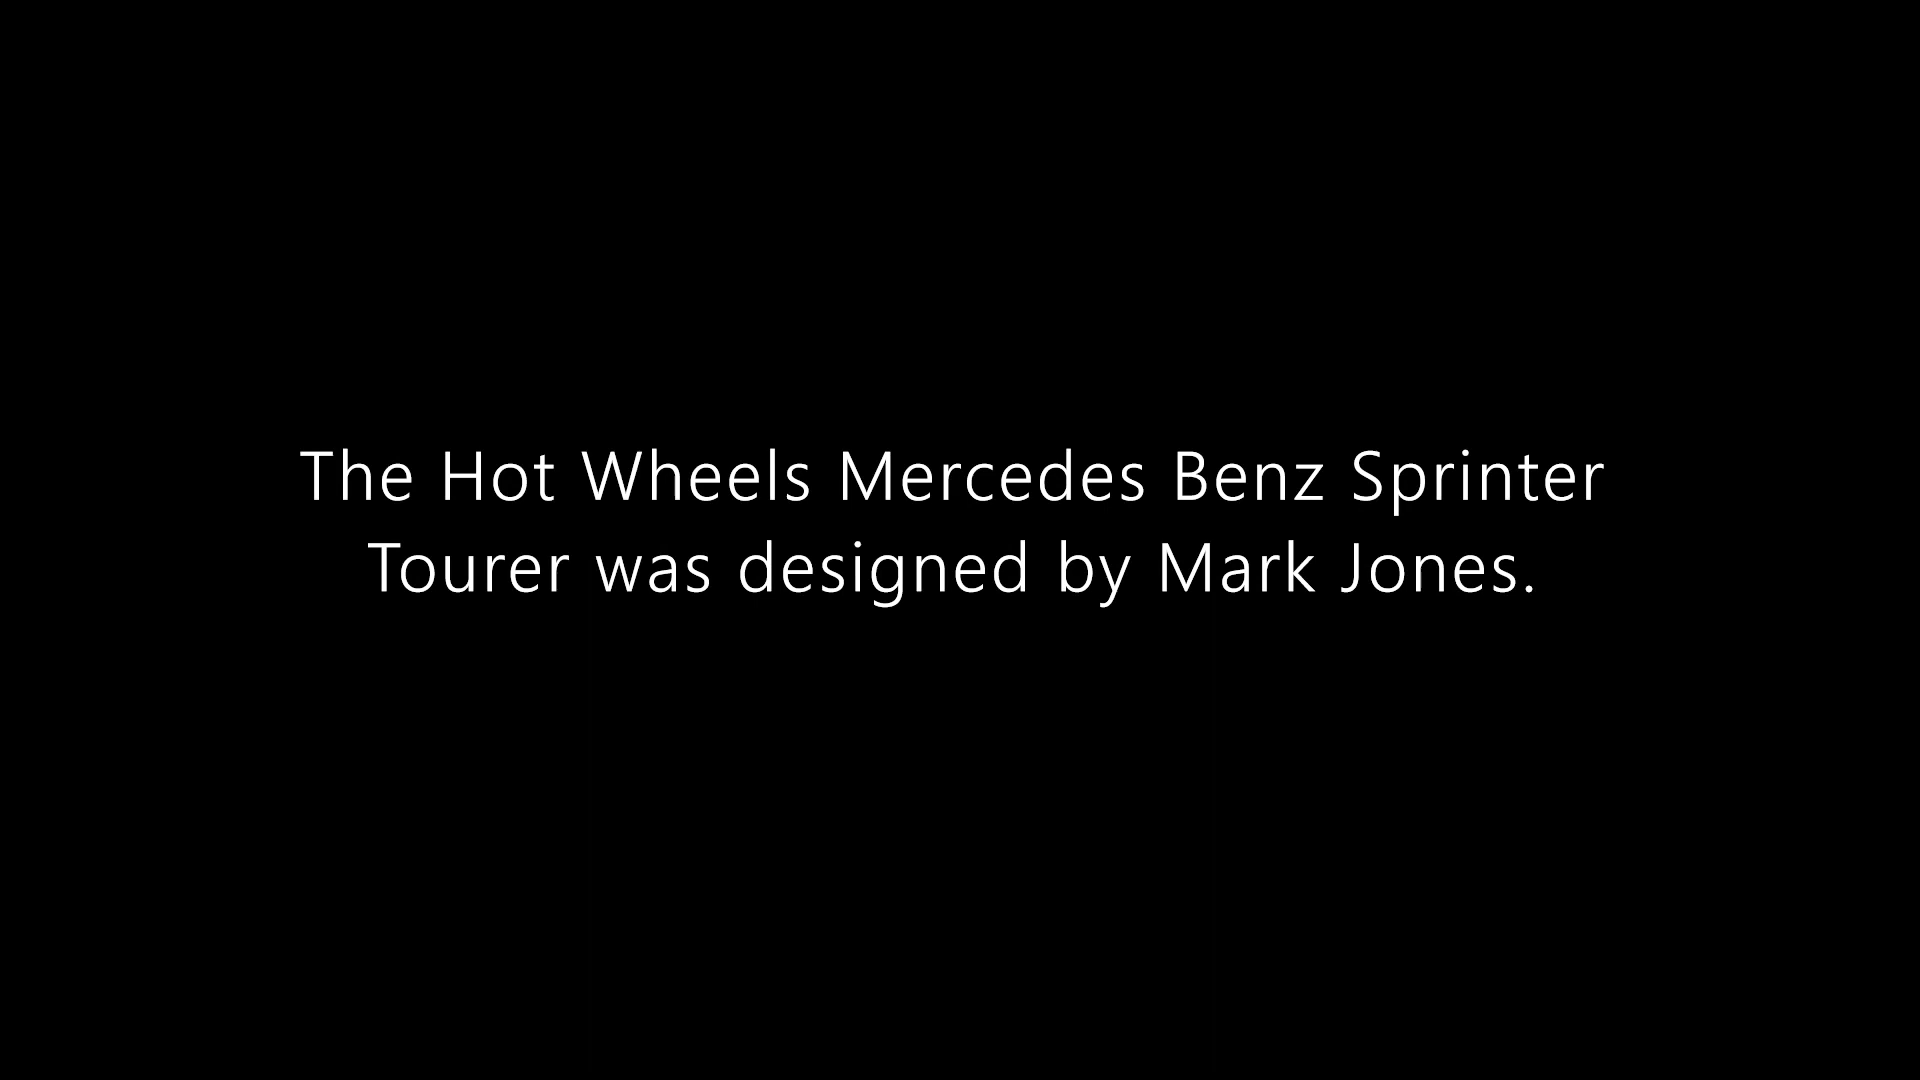 The Hot Wheels Mercedes Benz Sprinter
Tourer was designed by Mark Jones.